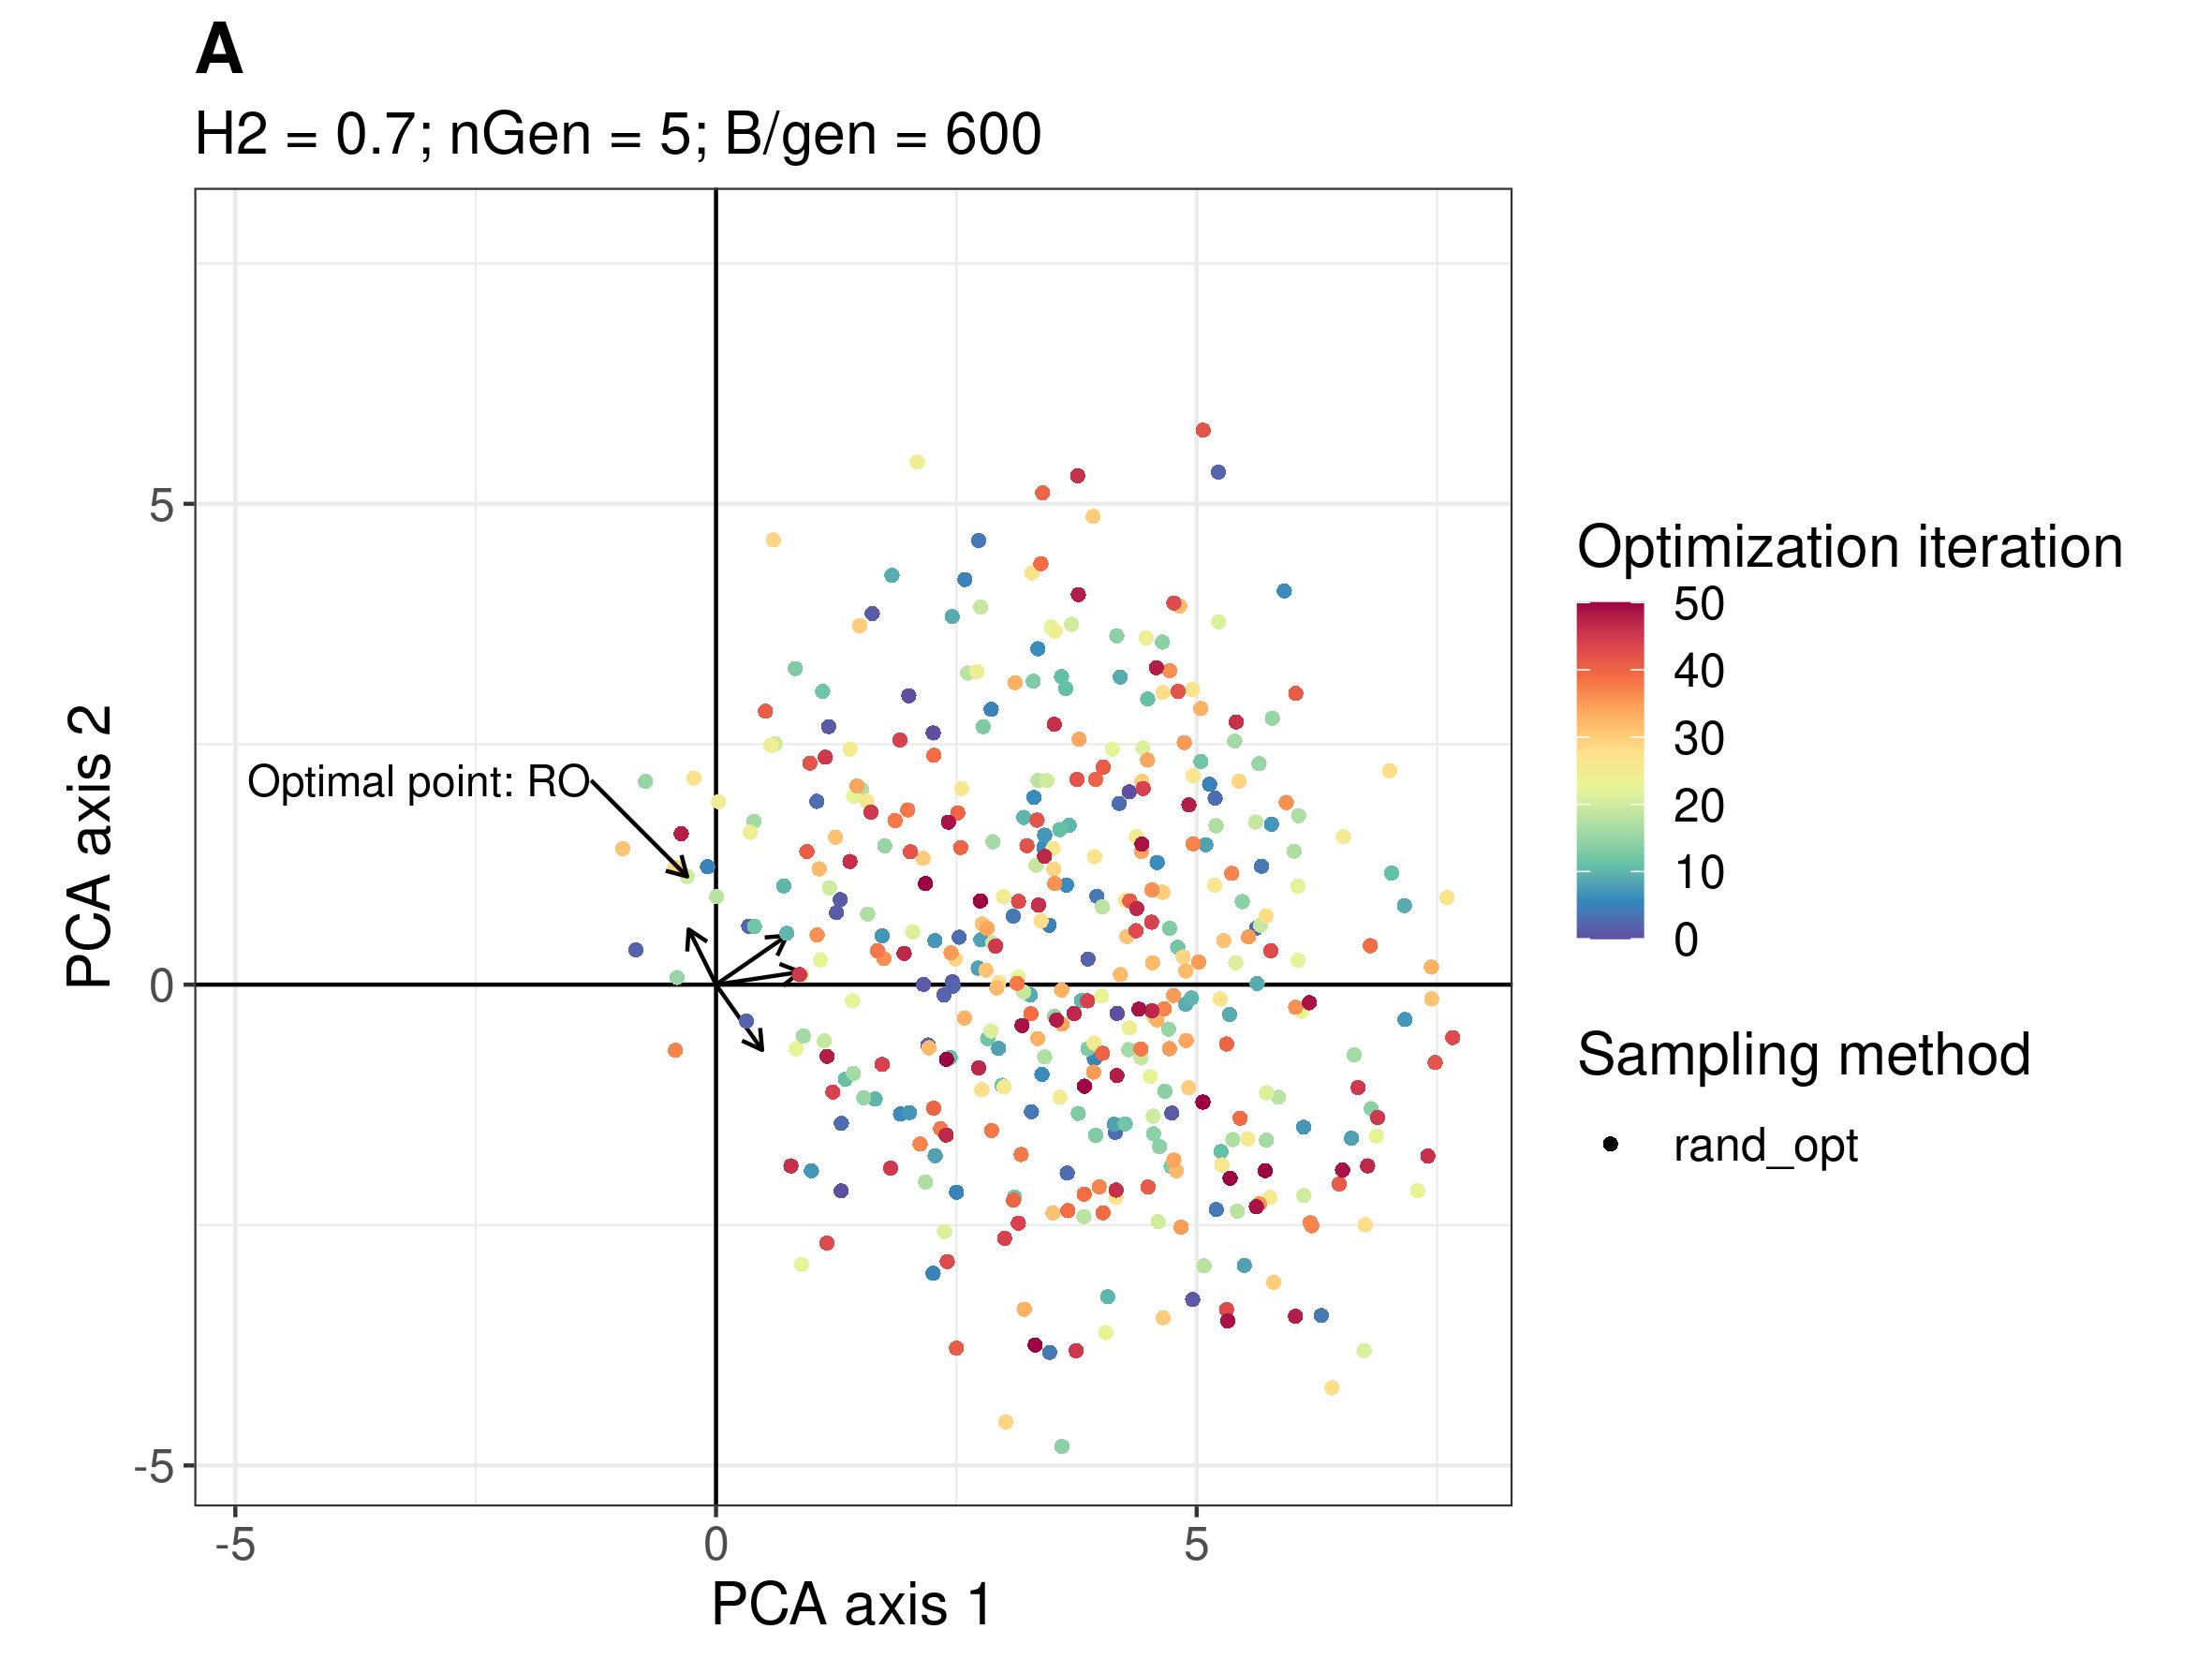 A
H2 = 0.7; nGen = 5; B/gen = 600
PCA axis 2
5
0
-5
Optimal point: RO
-5
0
5
PCA axis 1
Optimization iteration
50
40
30
20
10
0
Sampling method
rand_opt